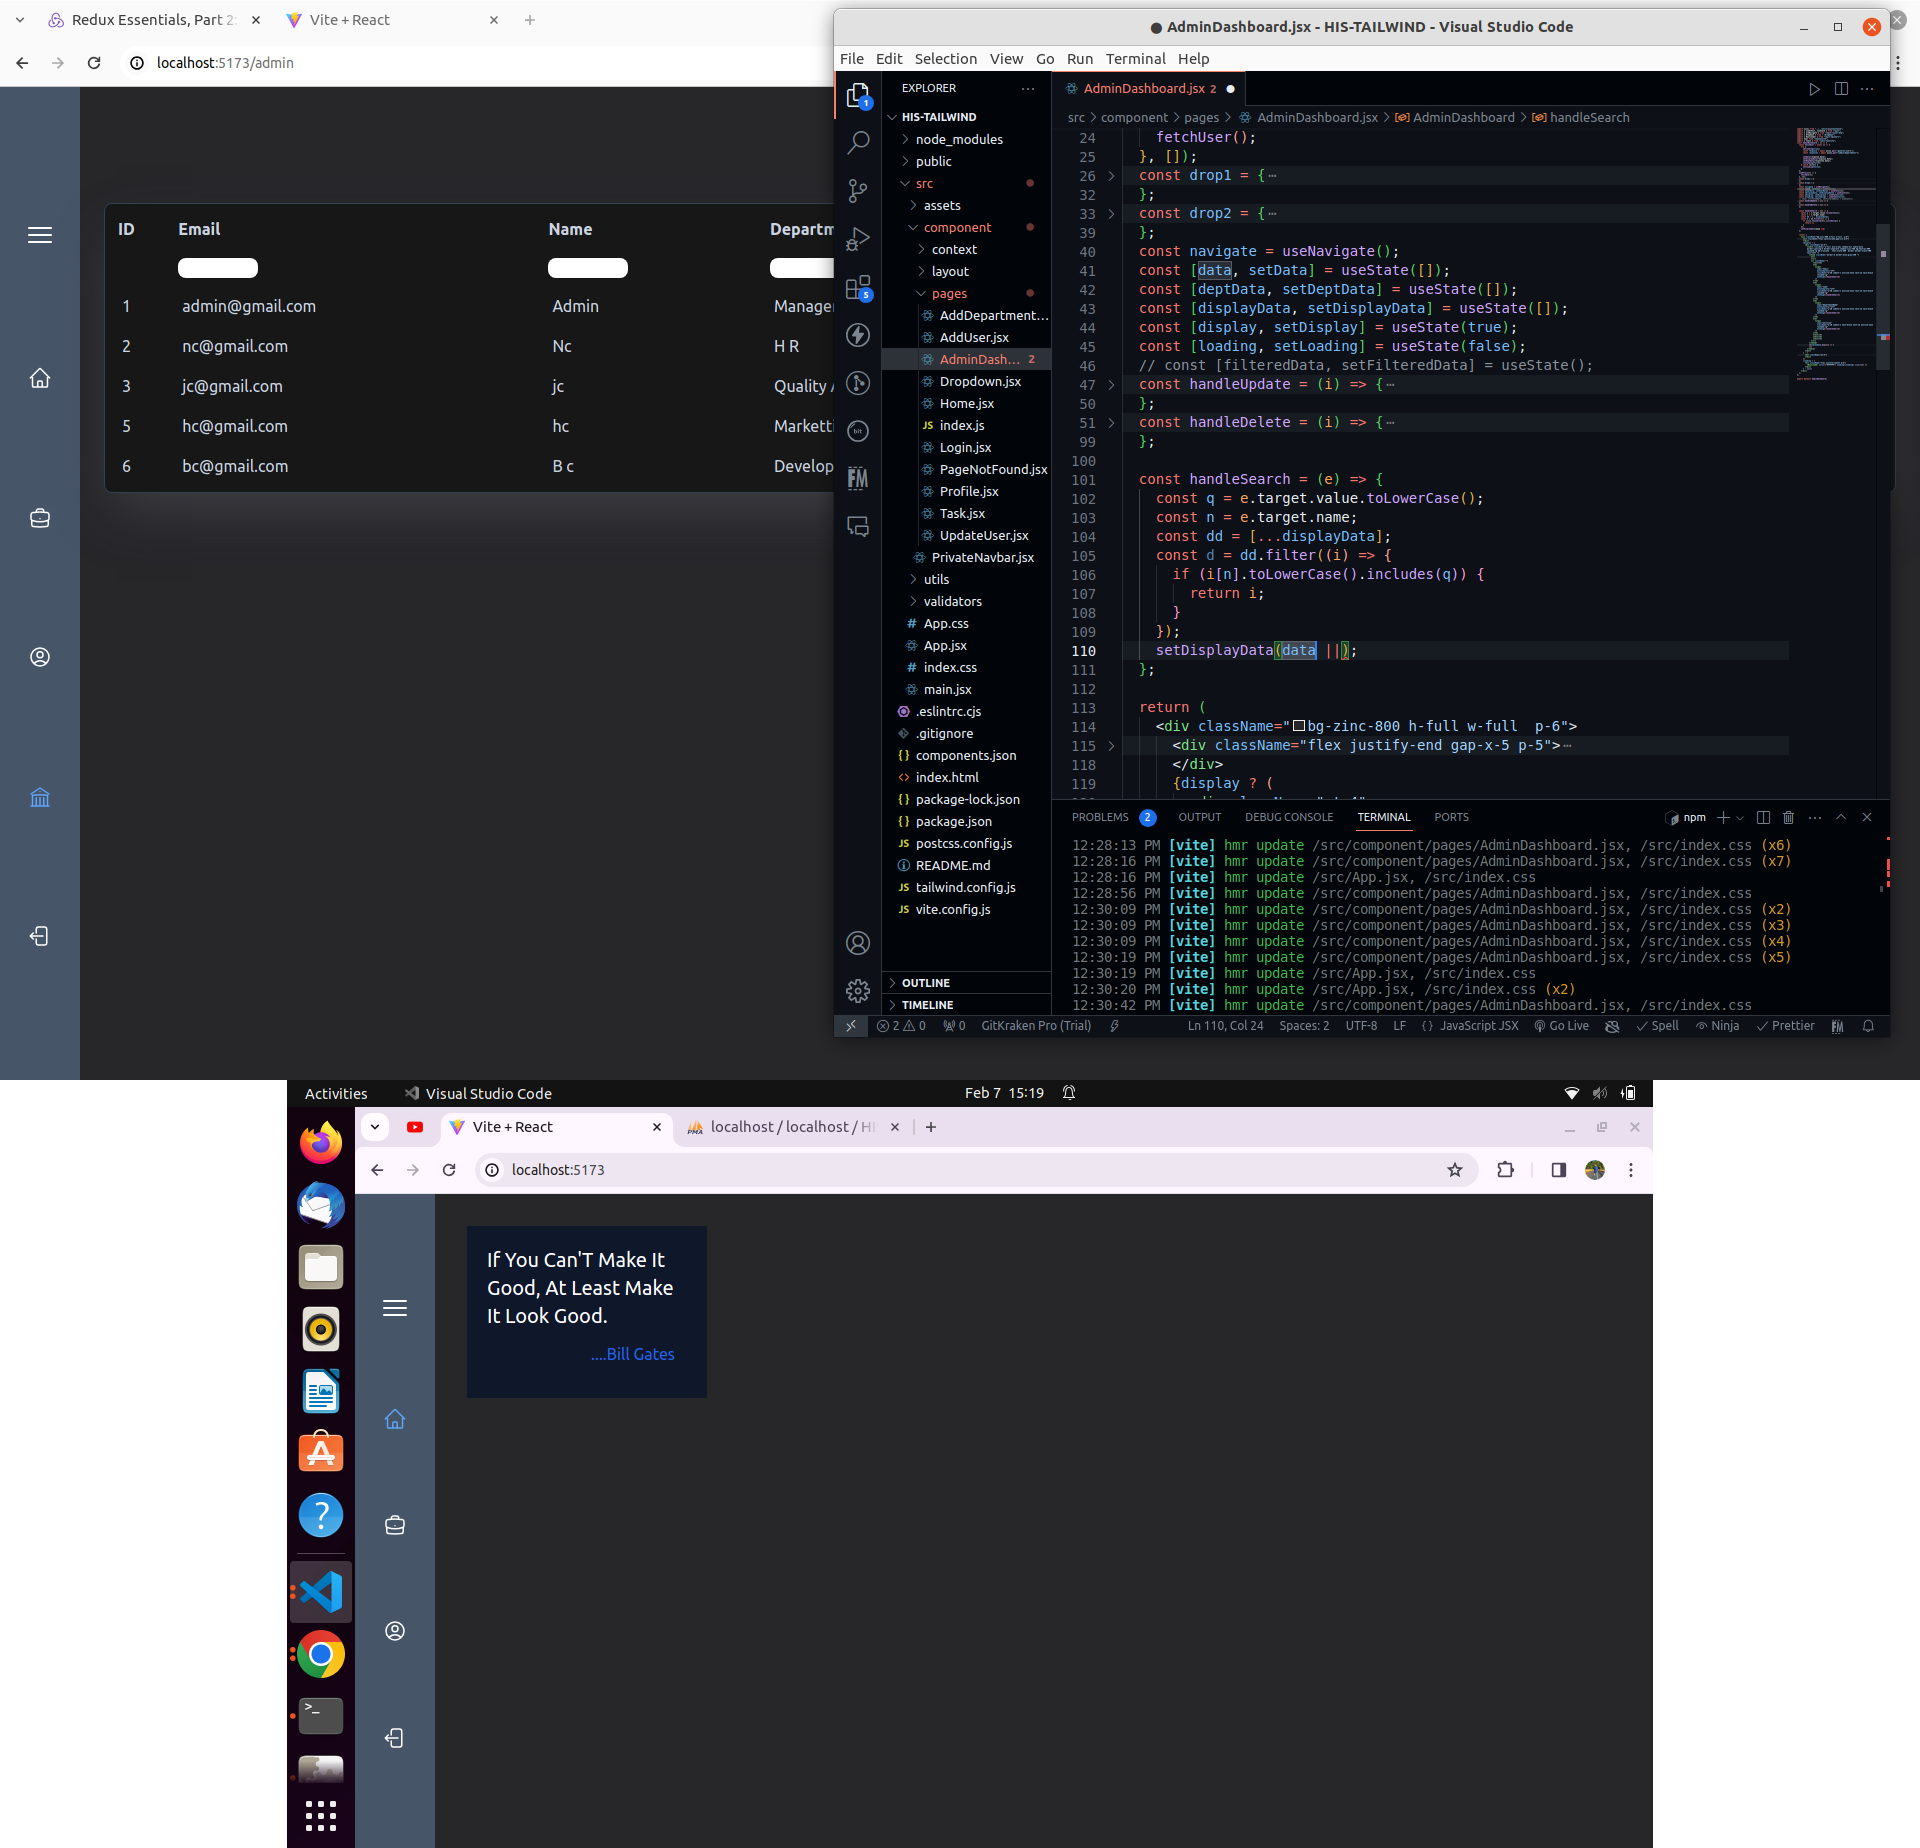 Redux Essentials, Part 2:
Vite + React
localhost:5173/admin
ID Email Name Departm
1 admin@gmail.com Admin Manager
2 nc@gmail.com Nc H R
3 jc@gmail.com jc Quality A
5 hc@gmail.com hc Marketti
6 bc@gmail.com B c Develop
● AdminDashboard.jsx - HIS-TAILWIND - Visual Studio Code
File Edit Selection View Go Run Terminal Help
1
5
bit
FM
EXPLORER
HIS-TAILWIND
node_modules
public
src
assets
component
context
layout
pages
AddDepartment...
AddUser.jsx
AdminDash... 2
Dropdown.jsx
Home.jsx
JS index.js
Login.jsx
PageNotFound.jsx
Profile.jsx
Task.jsx
UpdateUser.jsx
PrivateNavbar.jsx
utils
validators
# App.css
App.jsx
# index.css
main.jsx
.eslintrc.cjs
.gitignore
{} components.json
<> index.html
{} package-lock.json
{} package.json
JS postcss.config.js
README.md
JS tailwind.config.js
JS vite.config.js
OUTLINE
TIMELINE
AdminDashboard.jsx 2 ●
src > component > pages > AdminDashboard.jsx > AdminDashboard > handleSearch
24 fetchUser();
25 }, []);
26 const drop1 = {…
32 };
33 const drop2 = {…
39 };
40 const navigate = useNavigate();
41 const [data, setData] = useState([]);
42 const [deptData, setDeptData] = useState([]);
43 const [displayData, setDisplayData] = useState([]);
44 const [display, setDisplay] = useState(true);
45 const [loading, setLoading] = useState(false);
46 // const [filteredData, setFilteredData] = useState();
47 const handleUpdate = (i) => {…
50 };
51 const handleDelete = (i) => {…
99 };
100
101 const handleSearch = (e) => {
102 const q = e.target.value.toLowerCase();
103 const n = e.target.name;
104 const dd = [...displayData];
105 const d = dd.filter((i) => {
106 if (i[n].toLowerCase().includes(q)) {
107 return i;
108 }
109 });
110 setDisplayData(data ||);
111 };
112
113 return (
114 <div className="bg-zinc-800 h-full w-full  p-6">
115 <div className="flex justify-end gap-x-5 p-5">…
118 </div>
119 {display ? (
PROBLEMS 2 OUTPUT DEBUG CONSOLE TERMINAL PORTS npm
12:28:13 PM [vite] hmr update /src/component/pages/AdminDashboard.jsx, /src/index.css (x6)
12:28:16 PM [vite] hmr update /src/component/pages/AdminDashboard.jsx, /src/index.css (x7)
12:28:16 PM [vite] hmr update /src/App.jsx, /src/index.css
12:28:56 PM [vite] hmr update /src/component/pages/AdminDashboard.jsx, /src/index.css
12:30:09 PM [vite] hmr update /src/component/pages/AdminDashboard.jsx, /src/index.css (x2)
12:30:09 PM [vite] hmr update /src/component/pages/AdminDashboard.jsx, /src/index.css (x3)
12:30:09 PM [vite] hmr update /src/component/pages/AdminDashboard.jsx, /src/index.css (x4)
12:30:19 PM [vite] hmr update /src/component/pages/AdminDashboard.jsx, /src/index.css (x5)
12:30:19 PM [vite] hmr update /src/App.jsx, /src/index.css
12:30:20 PM [vite] hmr update /src/App.jsx, /src/index.css (x2)
12:30:42 PM [vite] hmr update /src/component/pages/AdminDashboard.jsx, /src/index.css
2 0 0 GitKraken Pro (Trial) Ln 110, Col 24 Spaces: 2 UTF-8 LF {} JavaScript JSX Go Live Spell Ninja Prettier FM
Activities Visual Studio Code Feb 7 15:19
Vite + React
PMA localhost / localhost / HI
localhost:5173
If You Can'T Make It
Good, At Least Make
It Look Good.
....Bill Gates